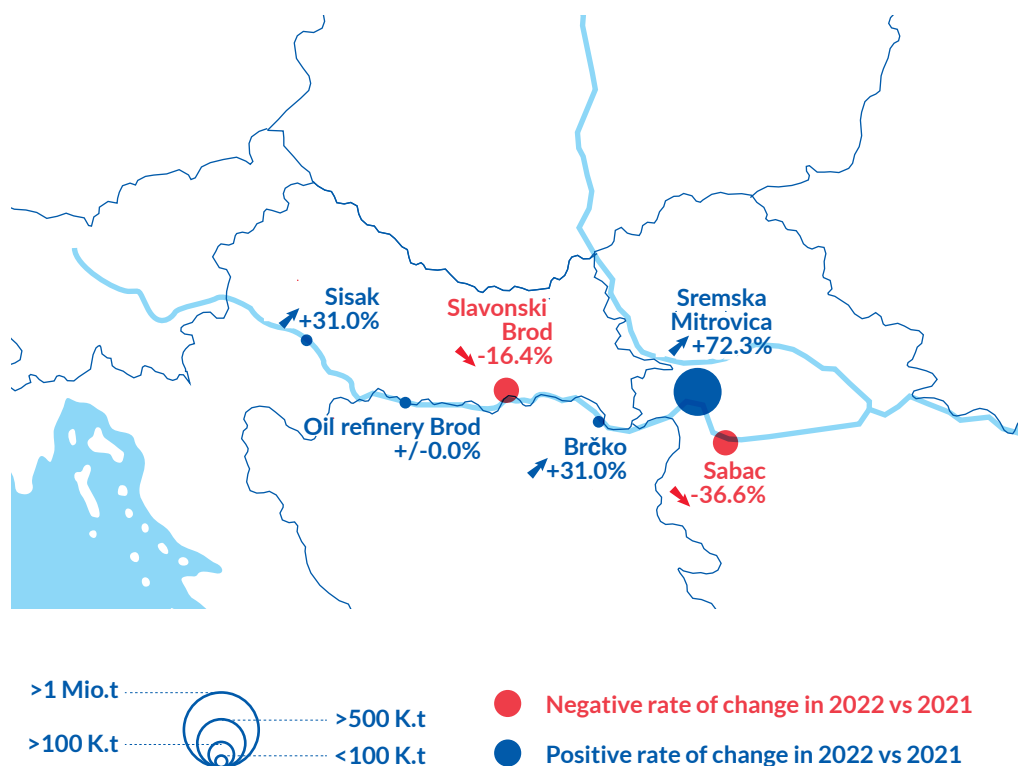 Sisak
+31.0%
Slavonski
Brod
-16.4%
Sremska
Mitrovica
+72.3%
Oil refinery Brod
+/-0.0%
Brčko
+31.0%
Sabac
-36.6%
>1 Mio.t
>500 K.t
>100 K.t
<100 K.t
Negative rate of change in 2022 vs 2021
Positive rate of change in 2022 vs 2021